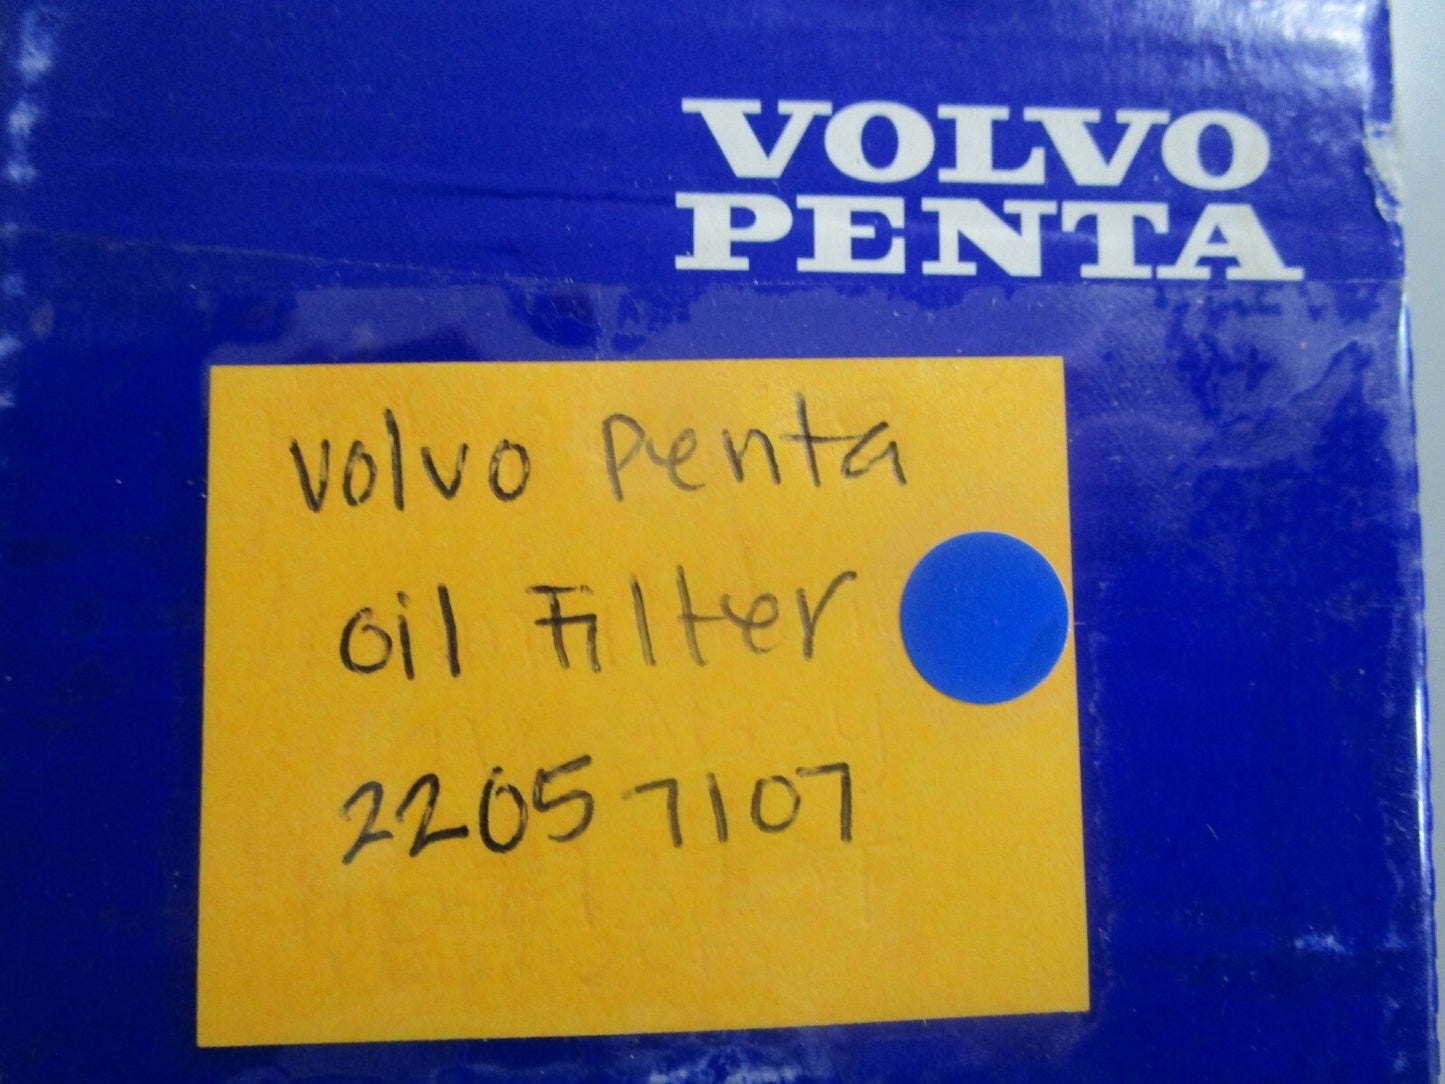 VOLVO
PENTA
Volvo Penta
oil Filter
22057107